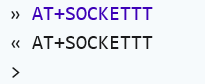 » AT+SOCKETTT
« AT+SOCKETTT
>